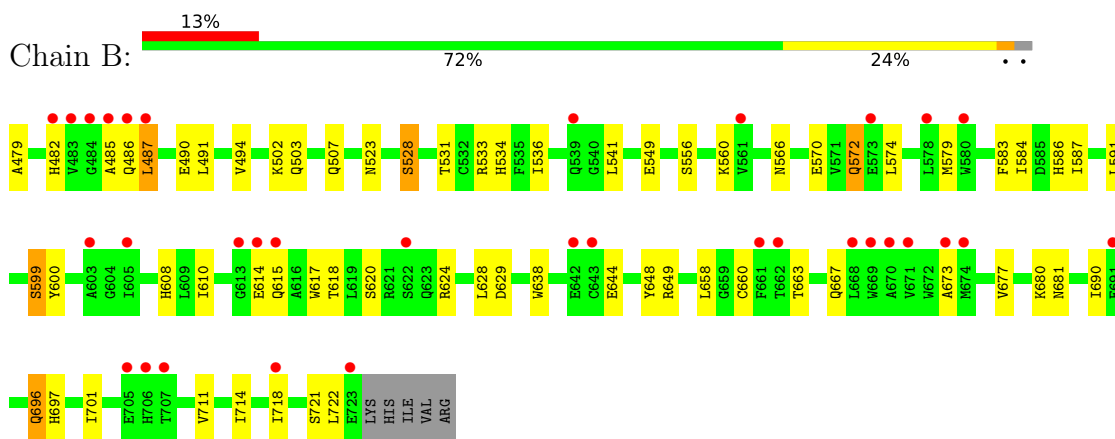 13%
Chain B:
72% 24% • •
A479 H482 V483 G484 A485 Q486 L487 E490 L491 V494 K502 Q503 Q507 N523 S528 T531 C532 R533 H534 F535 I536 Q539 G540 L541 E549 S556 K560 V561 N566 E570 V571 Q572 E573 L574 L578 M579 W580 F583 I584 D585 H586 I587 L591
S599 Y600 A603 G604 I605 H608 L609 I610 G613 E614 Q615 A616 W617 T618 L619 S620 R621 S622 Q623 R624 L628 D629 W638 E642 C643 E644 Y648 R649 L658 G659 C660 F661 T662 T663 Q667 L668 W669 A670 V671 W672 A673 M674 V677 K680 N681 I690 E691
Q696 H697 I701 E705 H706 T707 V711 I714 I718 S721 L722 E723 LYS HIS ILE VAL ARG